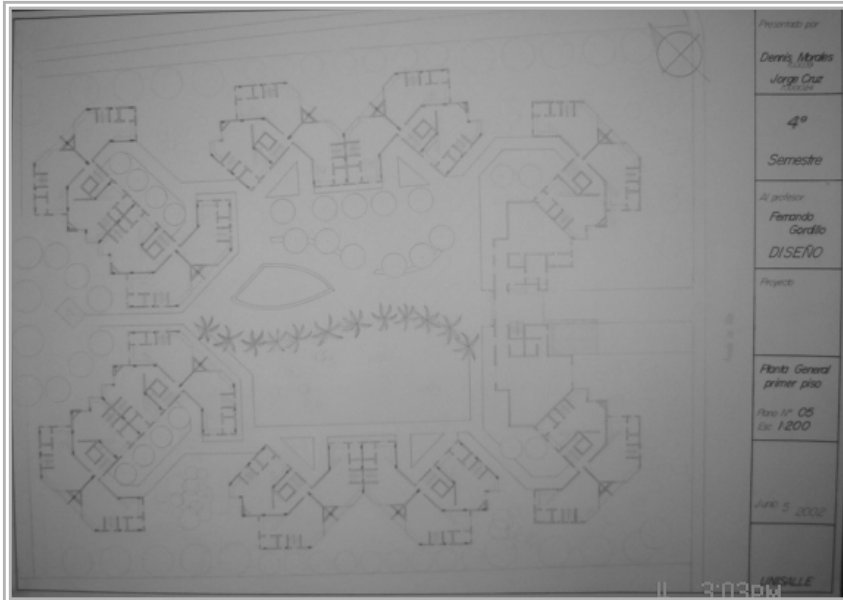 Presentado por
Dennis Morales
Jorge Cruz
4º
Semestre
Al profesor
Fernando
Gordillo
DISEÑO
Proyecto
Planta General
primer piso
Plano Nº 05
Esc 1:200
Junio 5 2002
UNISALLE
3:03PM